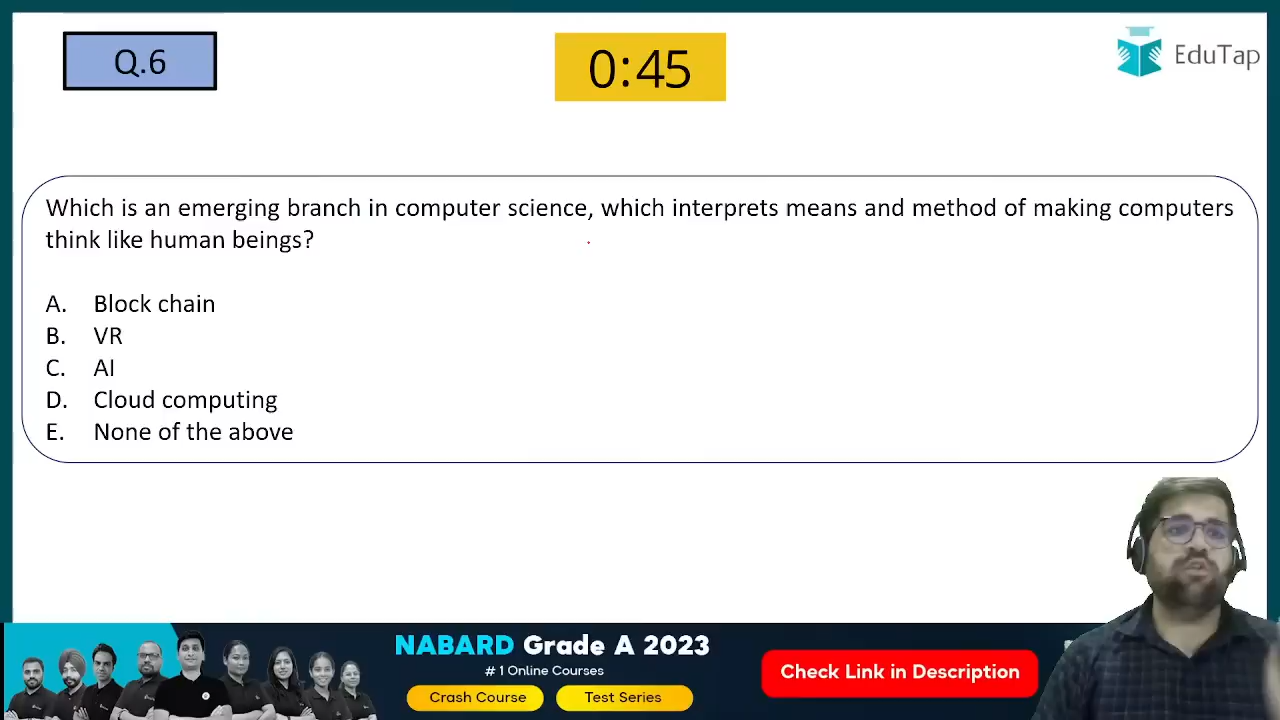 Q.6
0:45
EduTap
Which is an emerging branch in computer science, which interprets means and method of making computers
think like human beings?
A. Block chain
B. VR
C. AI
D. Cloud computing
E. None of the above
NABARD Grade A 2023
# 1 Online Courses
Crash Course
Test Series
Check Link in Description